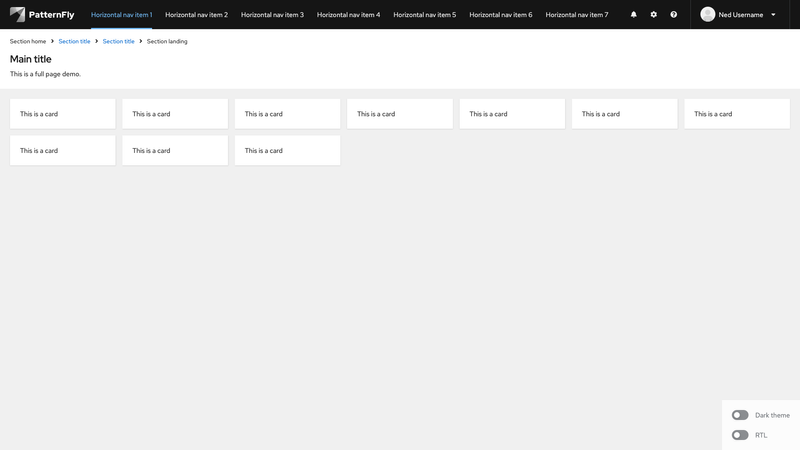 PatternFly Horizontal nav item 1 Horizontal nav item 2 Horizontal nav item 3 Horizontal nav item 4 Horizontal nav item 5 Horizontal nav item 6 Horizontal nav item 7 Ned Username
Section home Section title Section title Section landing
Main title
This is a full page demo.
This is a card This is a card This is a card This is a card This is a card This is a card This is a card
This is a card This is a card This is a card
Dark theme
RTL